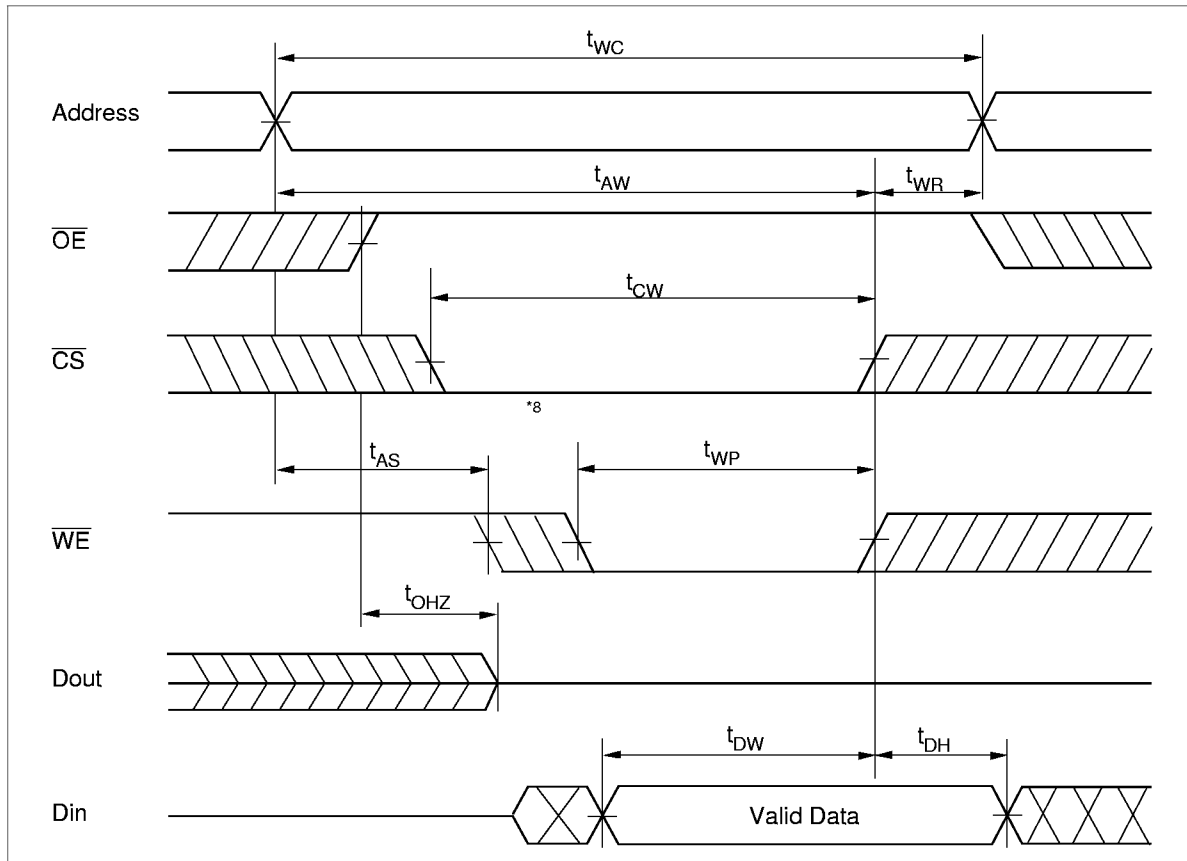 tWC
Address
tAW
tWR
OE
tCW
CS
*8
tAS
tWP
WE
tOHZ
Dout
tDW
tDH
Din
Valid Data